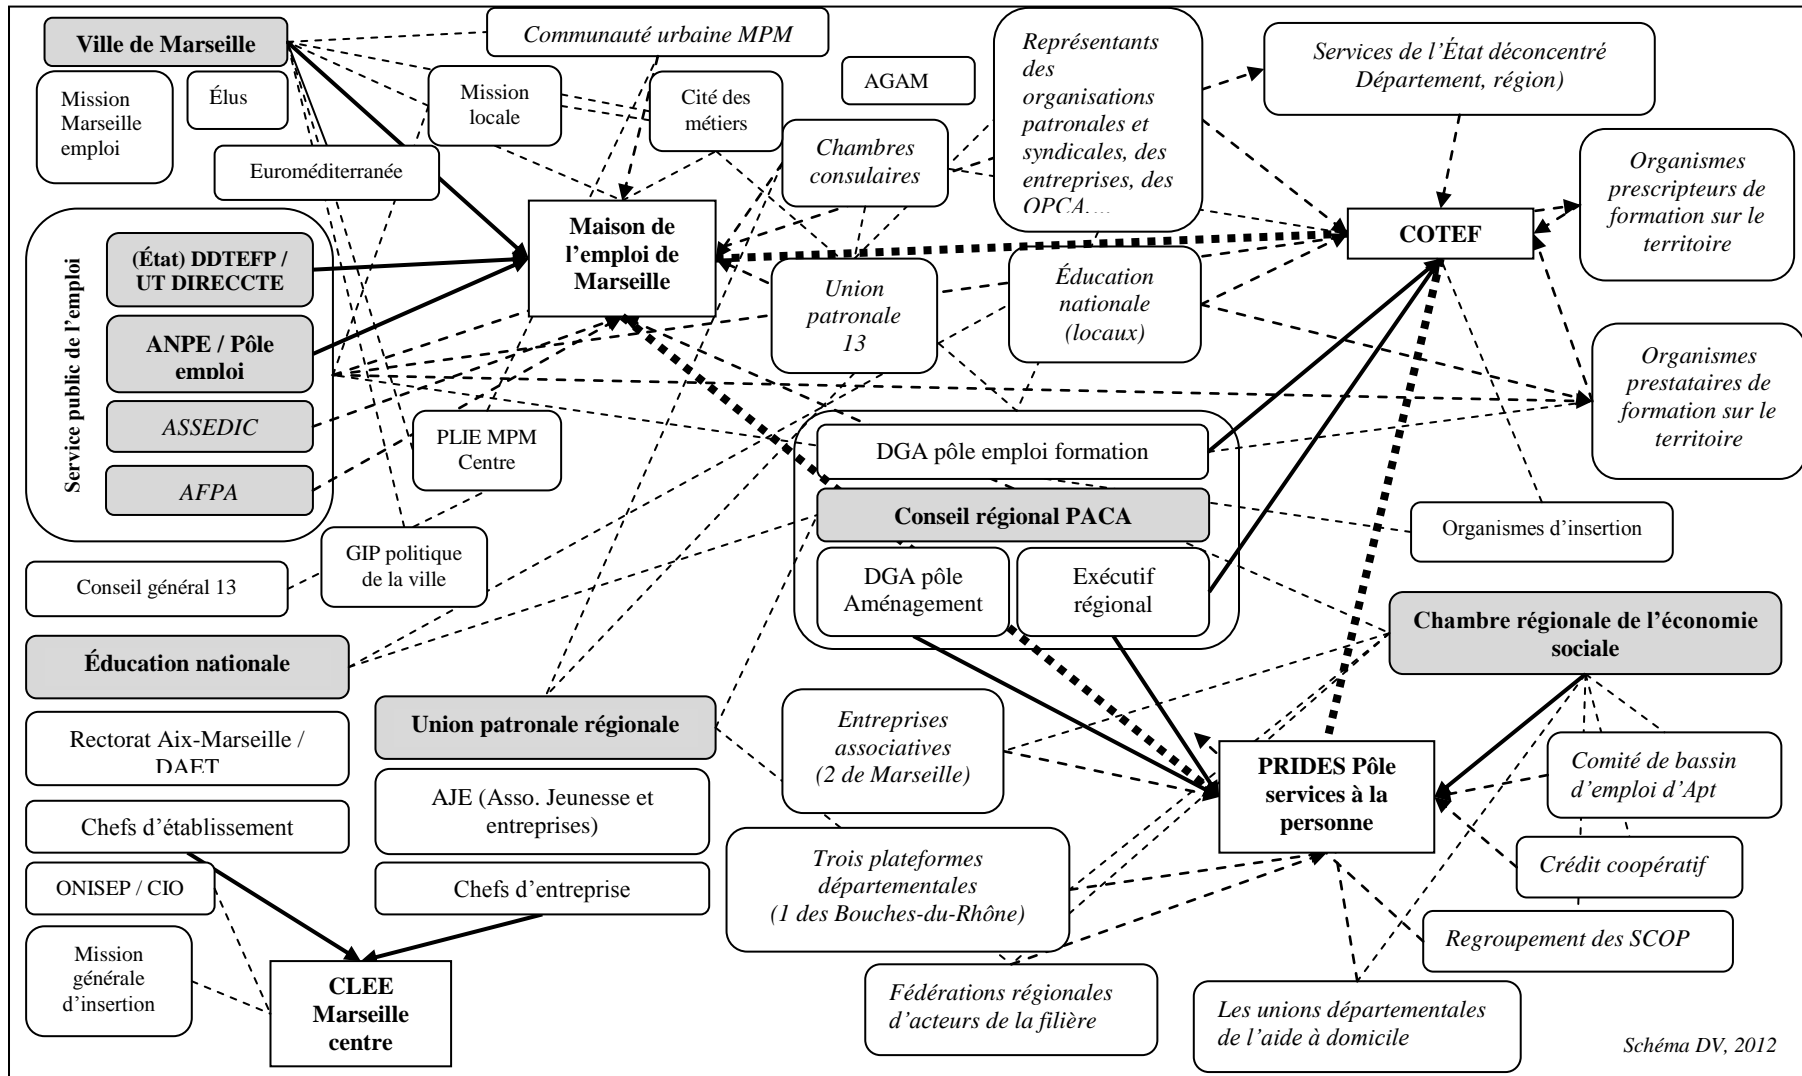 Ville de Marseille
Communauté urbaine MPM
Représentants
des
organisations
patronales et
syndicales, des
entreprises, des
OPCA, …
Services de l’État déconcentré
Département, région)
Mission
Marseille
emploi
Élus
Mission
locale
Cité des
métiers
AGAM
Euroméditerranée
Chambres
consulaires
Organismes
prescripteurs de
formation sur le
territoire
Service public de l’emploi
(État) DDTEFP /
UT DIRECCTE
ANPE / Pôle
emploi
ASSEDIC
AFPA
Maison de
l’emploi de
Marseille
Union
patronale
13
Éducation
nationale
(locaux)
COTEF
Organismes
prestataires de
formation sur le
territoire
PLIE MPM
Centre
GIP politique
de la ville
Conseil général 13
DGA pôle emploi formation
Conseil régional PACA
DGA pôle
Aménagement
Exécutif
régional
Organismes d’insertion
Éducation nationale
Rectorat Aix-Marseille /
DAET
Chefs d’établissement
ONISEP / CIO
Mission
générale
d’insertion
Union patronale régionale
AJE (Asso. Jeunesse et
entreprises)
Chefs d’entreprise
CLEE
Marseille
centre
Chambre régionale de l’économie
sociale
Entreprises
associatives
(2 de Marseille)
Trois plateformes
départementales
(1 des Bouches-du-Rhône)
Fédérations régionales
d’acteurs de la filière
PRIDES Pôle
services à la
personne
Comité de bassin
d’emploi d’Apt
Crédit coopératif
Regroupement des SCOP
Les unions départementales
de l’aide à domicile
Schéma DV, 2012